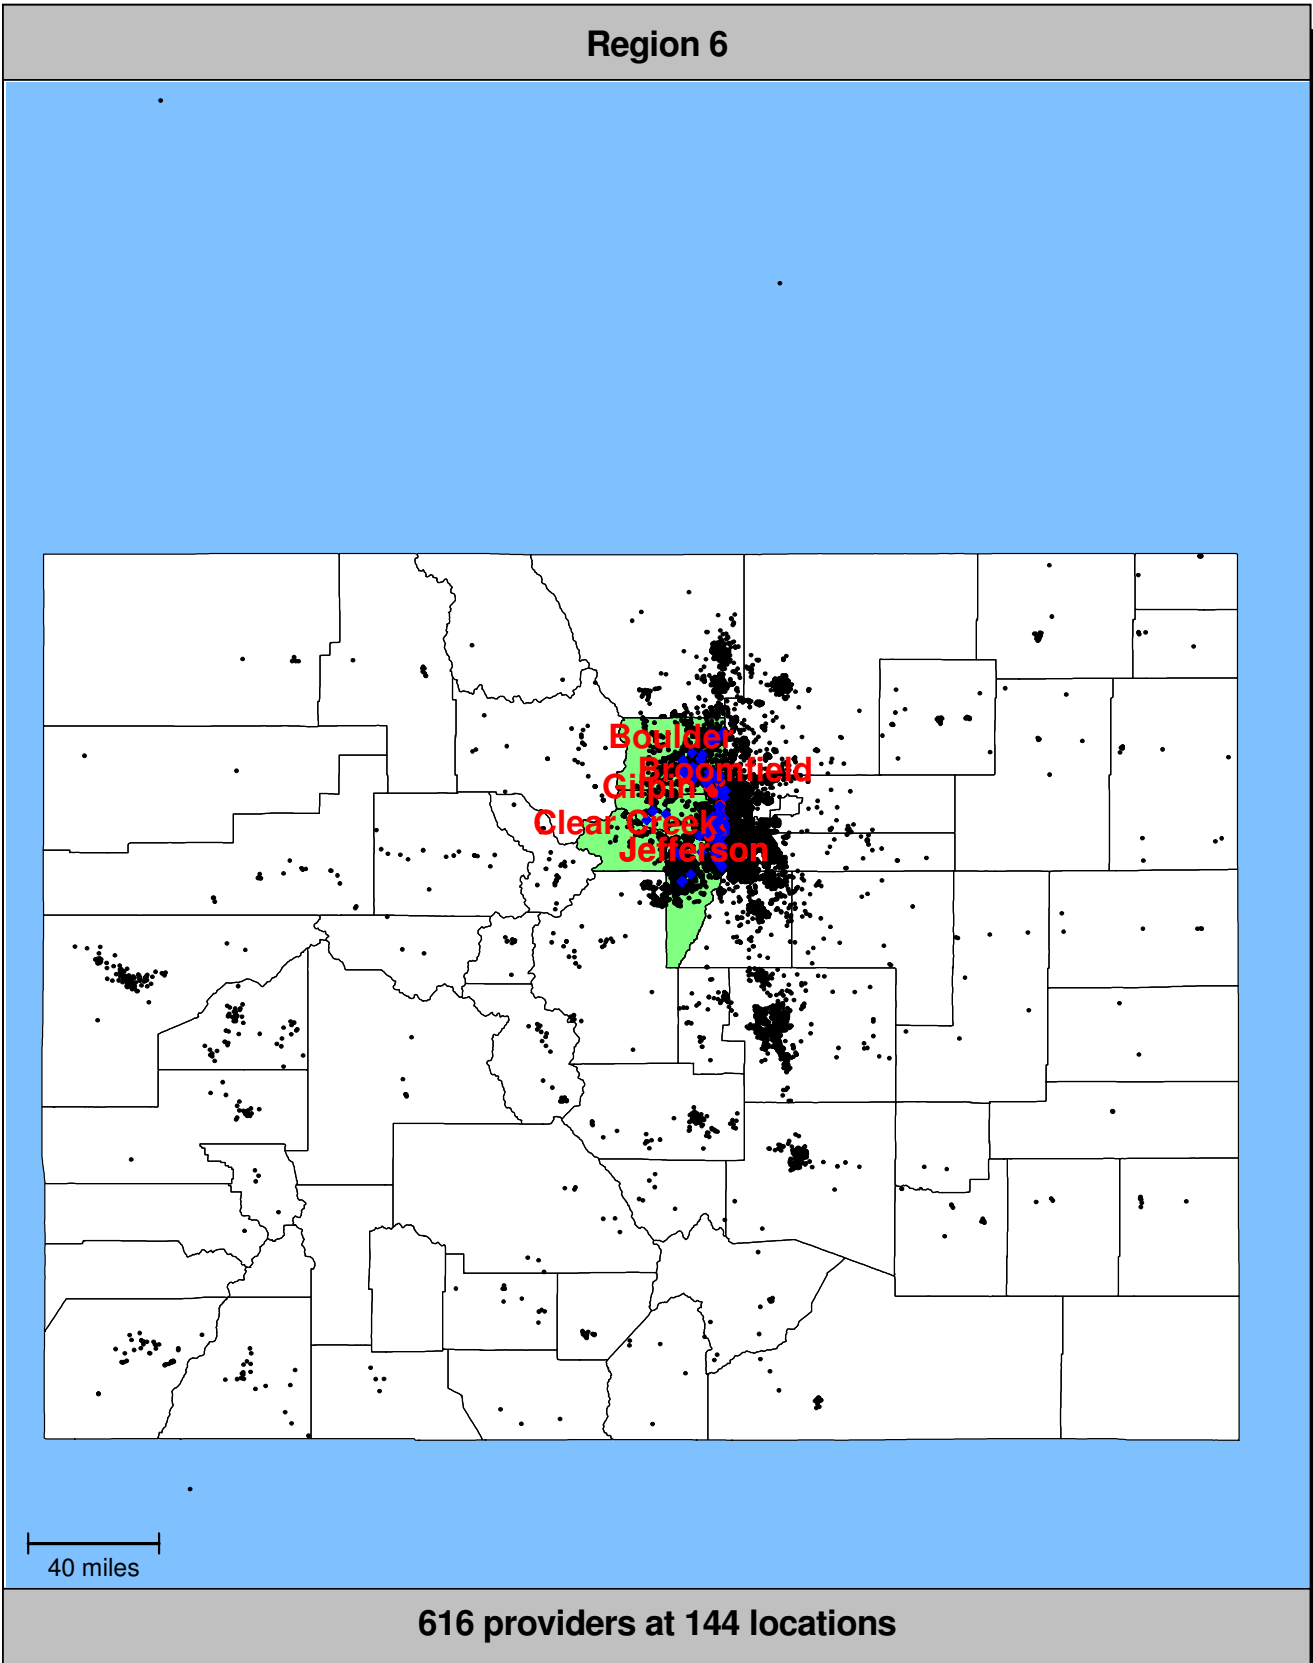 Region 6
Boulder
Broomfield
Gilpin
Clear Creek
Jefferson
40 miles
616 providers at 144 locations